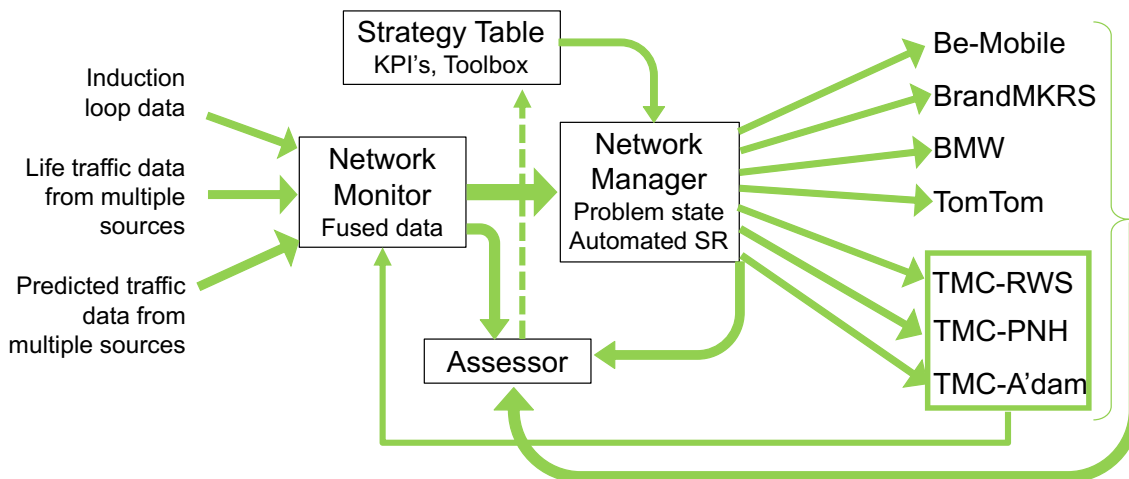 Induction
loop data
Life traffic data
from multiple
sources
Predicted traffic
data from
multiple sources
Strategy Table
KPI's, Toolbox
Network
Monitor
Fused data
Network
Manager
Problem state
Automated SR
Assessor
Be-Mobile
BrandMKRS
BMW
TomTom
TMC-RWS
TMC-PNH
TMC-A'dam